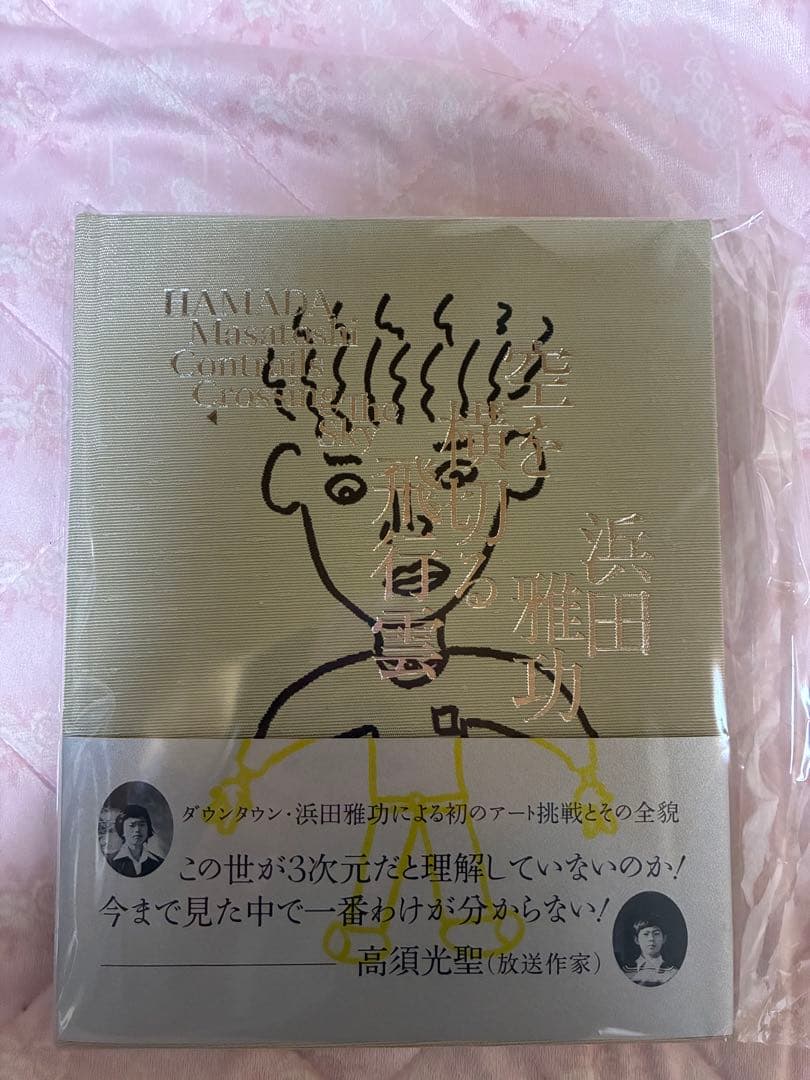 HAMADA
Masatoshi
Contrails
Crossing
The
Sky
空を
横切る
飛行雲
浜田
雅功
ダウンタウン・浜田雅功による初のアート挑戦とその全貌
この世が3次元だと理解していないのか!
今まで見た中で一番わけが分からない!
高須光聖(放送作家)